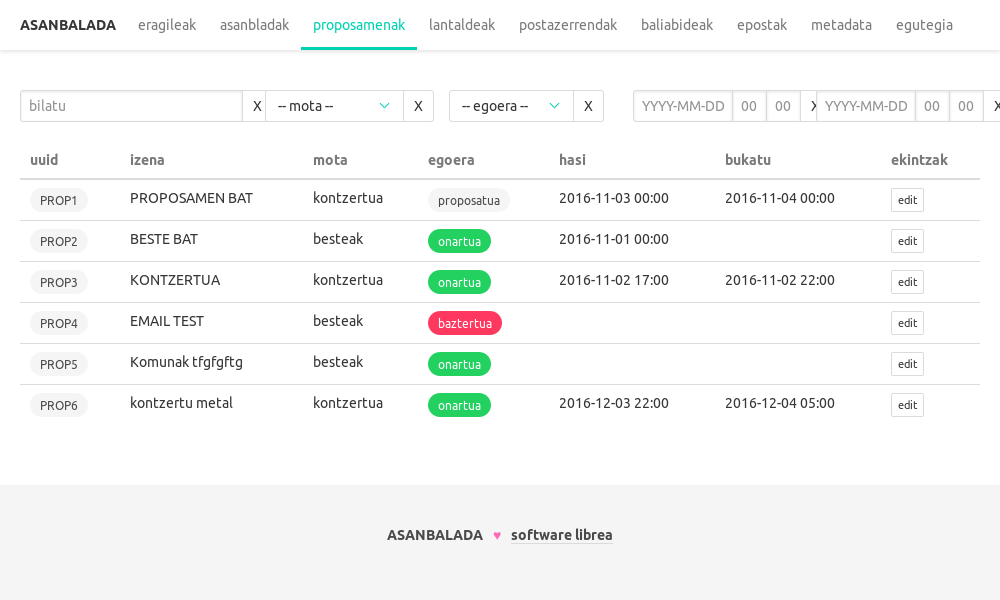 ASANBALADA eragileak asanbladak proposamenak lantaldeak postazerrendak baliabideak epostak metadata egutegia
bilatu X -- mota -- X -- egoera -- X YYYY-MM-DD 00 00 X YYYY-MM-DD 00 00 X
uuid izena mota egoera hasi bukatu ekintzak
PROP1 PROPOSAMEN BAT kontzertua proposatua 2016-11-03 00:00 2016-11-04 00:00 edit
PROP2 BESTE BAT besteak onartua 2016-11-01 00:00 edit
PROP3 KONTZERTUA kontzertua onartua 2016-11-02 17:00 2016-11-02 22:00 edit
PROP4 EMAIL TEST besteak baztertua edit
PROP5 Komunak tfgfgftg besteak onartua edit
PROP6 kontzertu metal kontzertua onartua 2016-12-03 22:00 2016-12-04 05:00 edit
ASANBALADA ♥ software librea